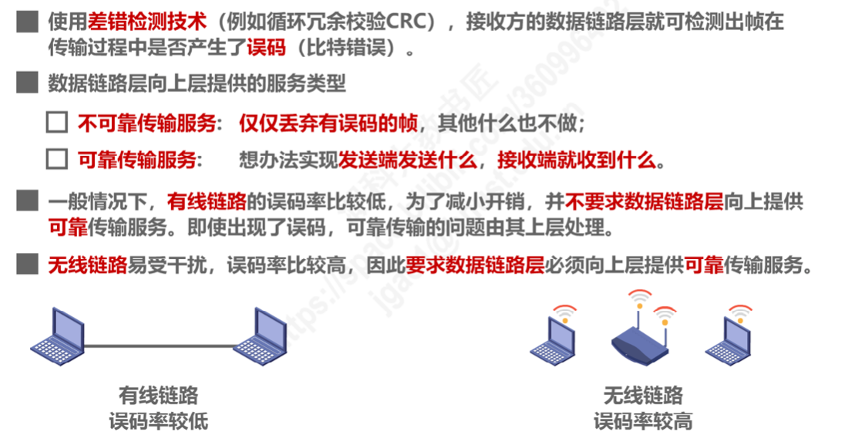 使用差错检测技术（例如循环冗余校验CRC），接收方的数据链路层就可检测出帧在
传输过程中是否产生了误码（比特错误）。
数据链路层向上层提供的服务类型
不可靠传输服务：仅仅丢弃有误码的帧，其他什么也不做；
可靠传输服务：想办法实现发送端发送什么，接收端就收到什么。
一般情况下，有线链路的误码率比较低，为了减小开销，并不要求数据链路层向上提供
可靠传输服务。即使出现了误码，可靠传输的问题由其上层处理。
无线链路易受干扰，误码率比较高，因此要求数据链路层必须向上层提供可靠传输服务。
有线链路
误码率较低
无线链路
误码率较高